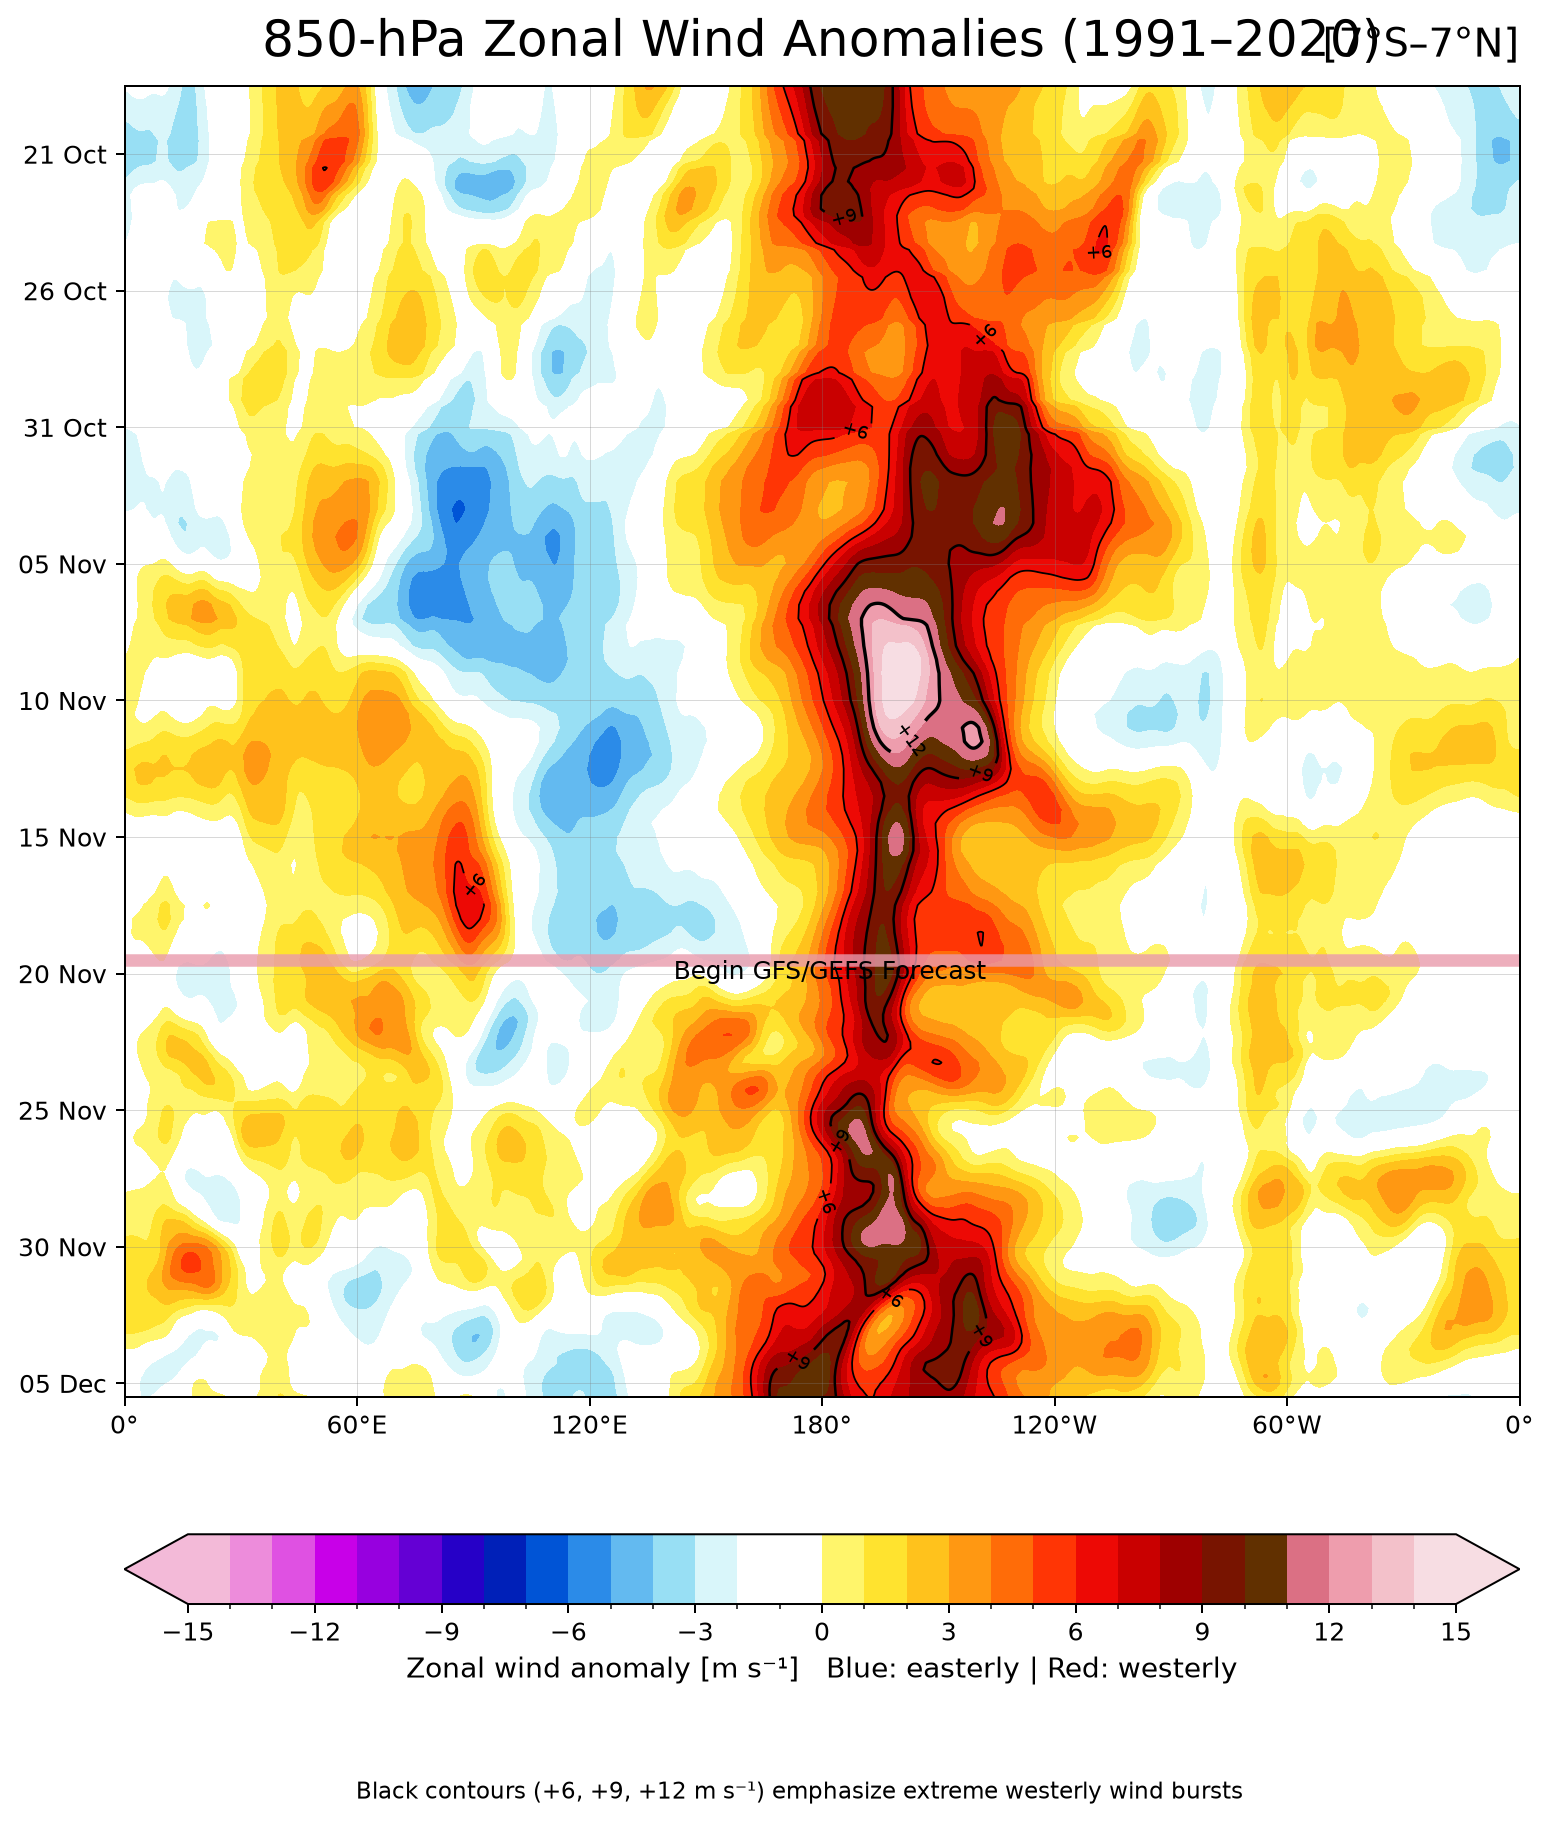 850-hPa Zonal Wind Anomalies (1991–2020)
[7°S–7°N]
21 Oct
+9
+6
26 Oct
+6
31 Oct
+6
05 Nov
10 Nov
+12
+9
15 Nov
+6
Begin GFS/GEFS Forecast
20 Nov
25 Nov
+9
+6
30 Nov
+6
+9
+9
05 Dec
0° 60°E 120°E 180° 120°W 60°W 0°
−15 −12 −9 −6 −3 0 3 6 9 12 15
Zonal wind anomaly [m s⁻¹] Blue: easterly | Red: westerly
Black contours (+6, +9, +12 m s⁻¹) emphasize extreme westerly wind bursts